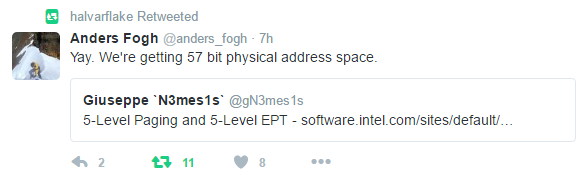 halvarflake Retweeted
Anders Fogh @anders_fogh · 7h
Yay. We're getting 57 bit physical address space.
Giuseppe `N3mes1s` @gN3mes1s
5-Level Paging and 5-Level EPT - software.intel.com/sites/default/…
2 11 8 •••